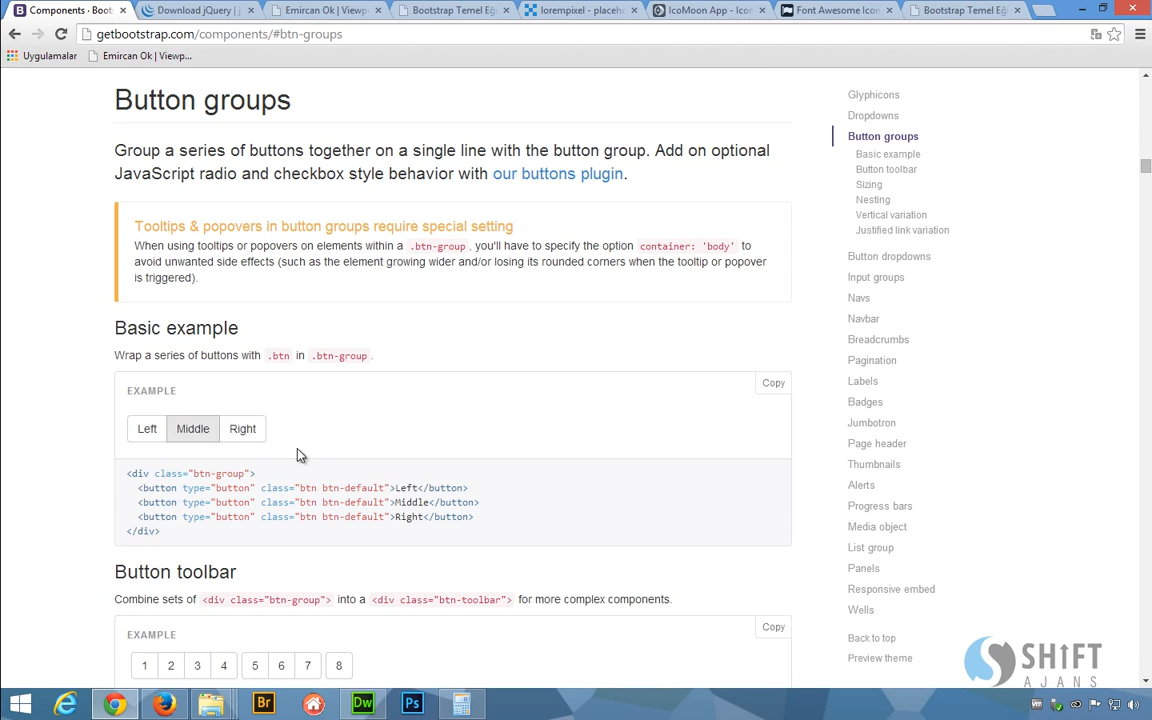 Components · Boots
Download jQuery | j
Emircan Ok | Viewp
Bootstrap Temel Eğ
lorempixel - placeh
IcoMoon App - Icon
Font Awesome Icon
Bootstrap Temel Eğ
getbootstrap.com/components/#btn-groups
Uygulamalar
Emircan Ok | Viewp...
Button groups
Group a series of buttons together on a single line with the button group. Add on optional
JavaScript radio and checkbox style behavior with our buttons plugin.
Tooltips & popovers in button groups require special setting
When using tooltips or popovers on elements within a .btn-group, you'll have to specify the option container: 'body' to
avoid unwanted side effects (such as the element growing wider and/or losing its rounded corners when the tooltip or popover
is triggered).
Basic example
Wrap a series of buttons with .btn in .btn-group.
EXAMPLE
Copy
Left Middle Right
<div class="btn-group">
<button type="button" class="btn btn-default">Left</button>
<button type="button" class="btn btn-default">Middle</button>
<button type="button" class="btn btn-default">Right</button>
</div>
Button toolbar
Combine sets of <div class="btn-group"> into a <div class="btn-toolbar"> for more complex components.
EXAMPLE
Copy
1 2 3 4 5 6 7 8
Glyphicons
Dropdowns
Button groups
Basic example
Button toolbar
Sizing
Nesting
Vertical variation
Justified link variation
Button dropdowns
Input groups
Navs
Navbar
Breadcrumbs
Pagination
Labels
Badges
Jumbotron
Page header
Thumbnails
Alerts
Progress bars
Media object
List group
Panels
Responsive embed
Wells
Back to top
Preview theme
SHIFT
AJANS
Br
Dw
Ps